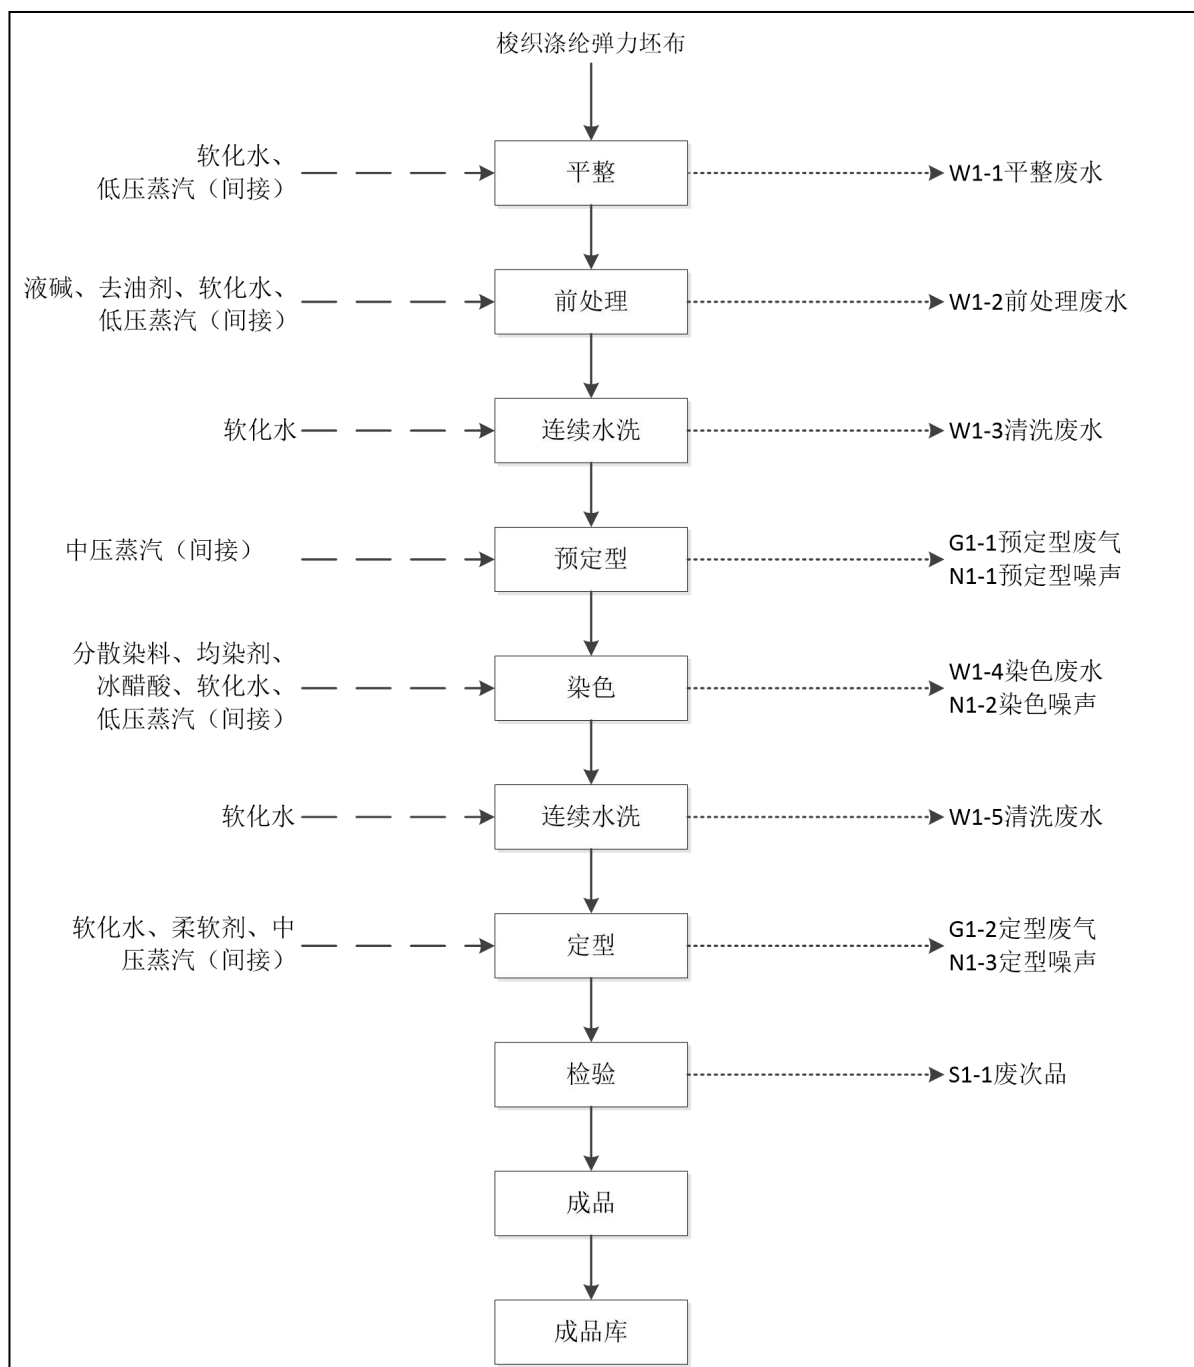 梭织涤纶弹力坯布
软化水、
低压蒸汽（间接）
平整
W1-1平整废水
液碱、去油剂、软化水、
低压蒸汽（间接）
前处理
W1-2前处理废水
软化水
连续水洗
W1-3清洗废水
中压蒸汽（间接）
预定型
G1-1预定型废气
N1-1预定型噪声
分散染料、均染剂、
冰醋酸、软化水、
低压蒸汽（间接）
染色
W1-4染色废水
N1-2染色噪声
软化水
连续水洗
W1-5清洗废水
软化水、柔软剂、中
压蒸汽（间接）
定型
G1-2定型废气
N1-3定型噪声
检验
S1-1废次品
成品
成品库